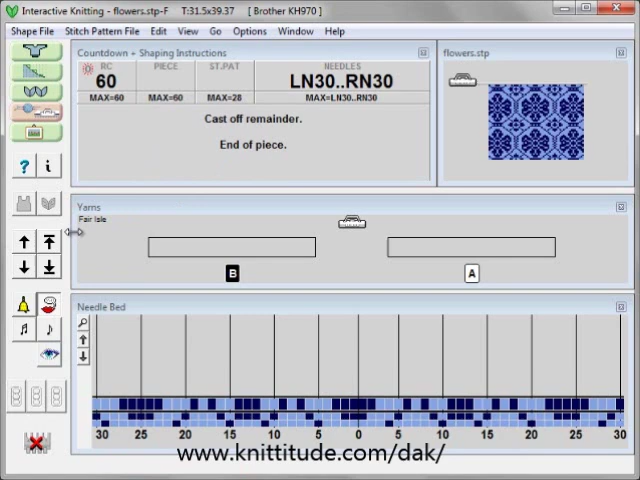 Interactive Knitting - flowers.stp-F T:31.5x39.37 [ Brother KH970 ]
Shape File Stitch Pattern File Edit View Go Options Window Help
Countdown + Shaping Instructions
RC PIECE ST.PAT NEEDLES
60 LN30..RN30
MAX=60 MAX=60 MAX=28 MAX=LN30..RN30
Cast off remainder.
End of piece.
flowers.stp
Yarns
Fair Isle
B A
Needle Bed
30 25 20 15 10 5 0 5 10 15 20 25 30
www.knittitude.com/dak/